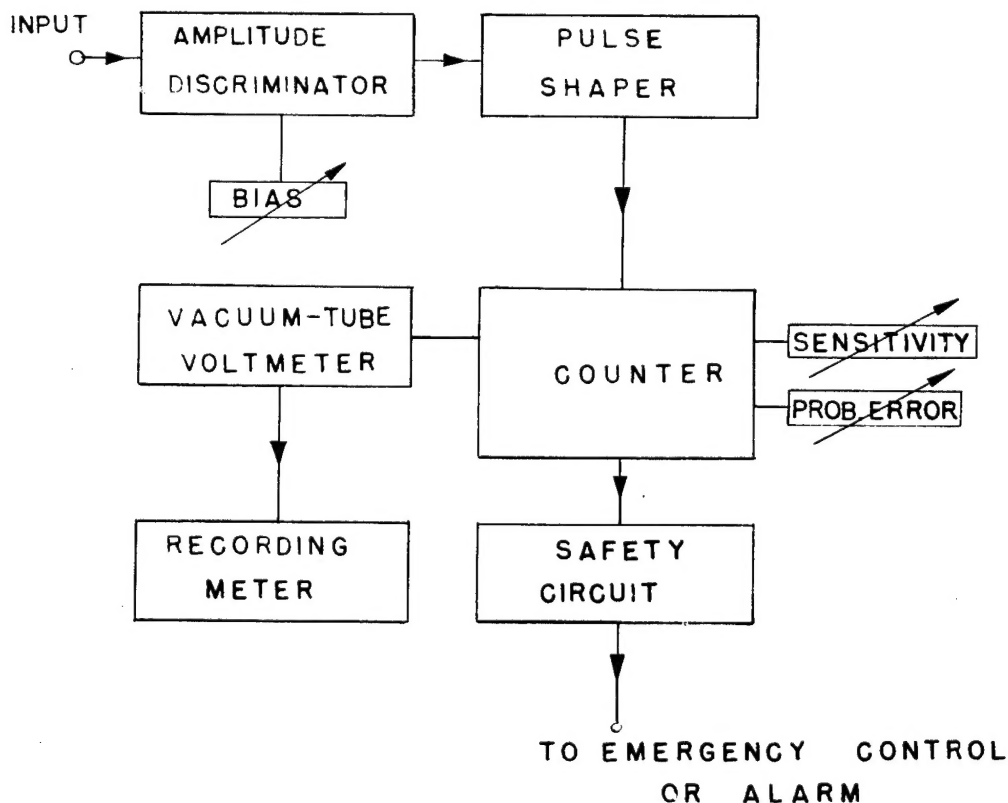 INPUT
AMPLITUDE
DISCRIMINATOR
PULSE
SHAPER
BIAS
VACUUM-TUBE
VOLTMETER
COUNTER
SENSITIVITY
PROB. ERROR
RECORDING
METER
SAFETY
CIRCUIT
TO EMERGENCY CONTROL
OR ALARM